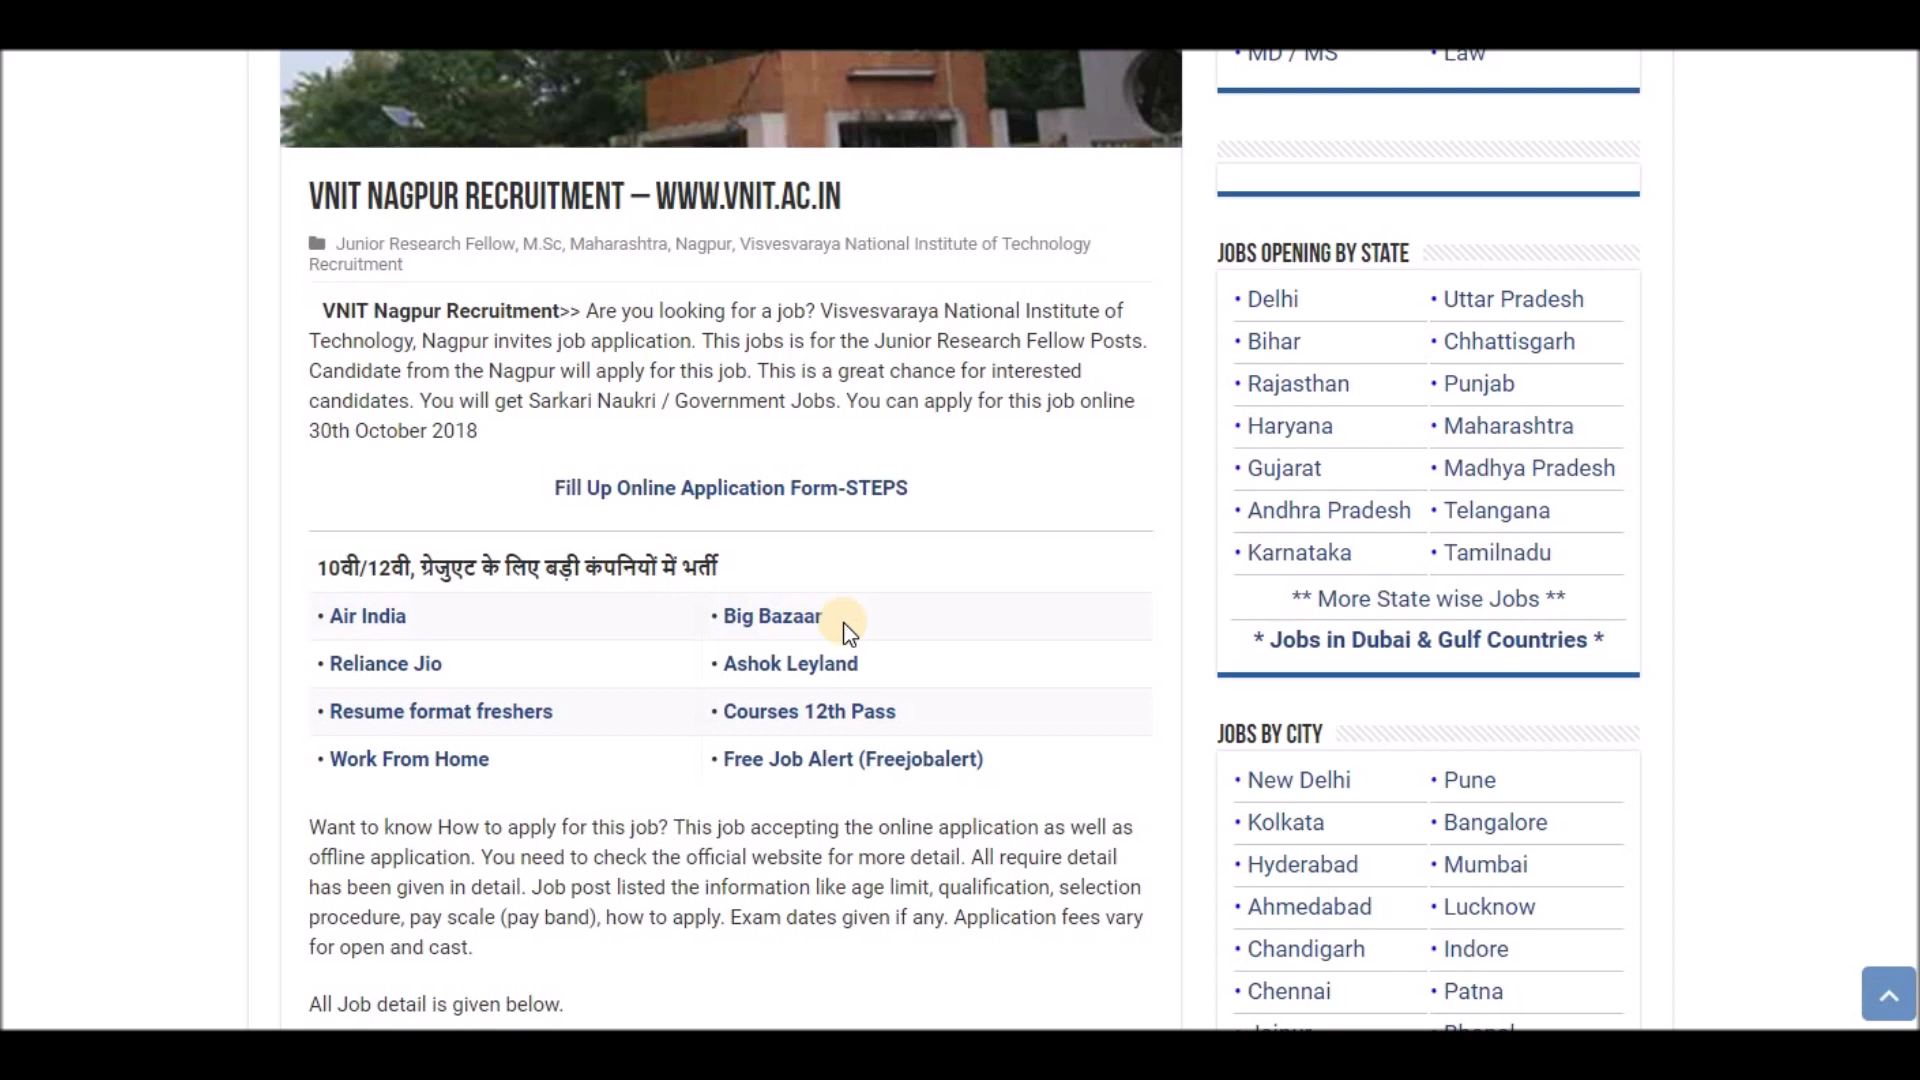 VNIT NAGPUR RECRUITMENT – WWW.VNIT.AC.IN
Junior Research Fellow, M.Sc, Maharashtra, Nagpur, Visvesvaraya National Institute of Technology
Recruitment
VNIT Nagpur Recruitment>> Are you looking for a job? Visvesvaraya National Institute of
Technology, Nagpur invites job application. This jobs is for the Junior Research Fellow Posts.
Candidate from the Nagpur will apply for this job. This is a great chance for interested
candidates. You will get Sarkari Naukri / Government Jobs. You can apply for this job online
30th October 2018
Fill Up Online Application Form-STEPS
10वी/12वी, ग्रेजुएट के लिए बड़ी कंपनियों में भर्ती
• Air India
• Big Bazaar
• Reliance Jio
• Ashok Leyland
• Resume format freshers
• Courses 12th Pass
• Work From Home
• Free Job Alert (Freejobalert)
Want to know How to apply for this job? This job accepting the online application as well as
offline application. You need to check the official website for more detail. All require detail
has been given in detail. Job post listed the information like age limit, qualification, selection
procedure, pay scale (pay band), how to apply. Exam dates given if any. Application fees vary
for open and cast.
All Job detail is given below.
• MD / MS
• Law
JOBS OPENING BY STATE
• Delhi
• Uttar Pradesh
• Bihar
• Chhattisgarh
• Rajasthan
• Punjab
• Haryana
• Maharashtra
• Gujarat
• Madhya Pradesh
• Andhra Pradesh
• Telangana
• Karnataka
• Tamilnadu
** More State wise Jobs **
* Jobs in Dubai & Gulf Countries *
JOBS BY CITY
• New Delhi
• Pune
• Kolkata
• Bangalore
• Hyderabad
• Mumbai
• Ahmedabad
• Lucknow
• Chandigarh
• Indore
• Chennai
• Patna